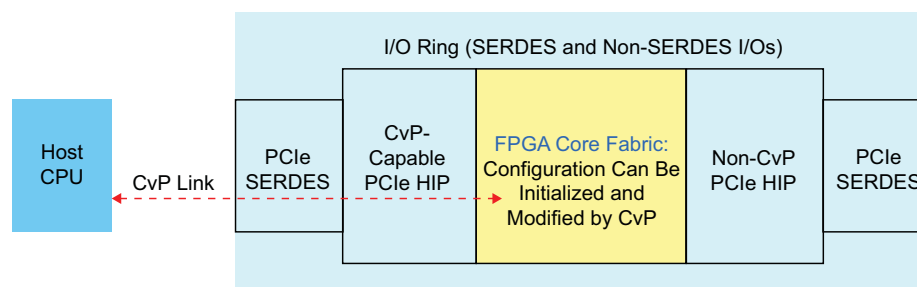 I/O Ring (SERDES and Non-SERDES I/Os)
Host
CPU
CvP Link
PCIe
SERDES
CvP-
Capable
PCIe HIP
FPGA Core Fabric:
Configuration Can Be
Initialized and
Modified by CvP
Non-CvP
PCIe HIP
PCIe
SERDES